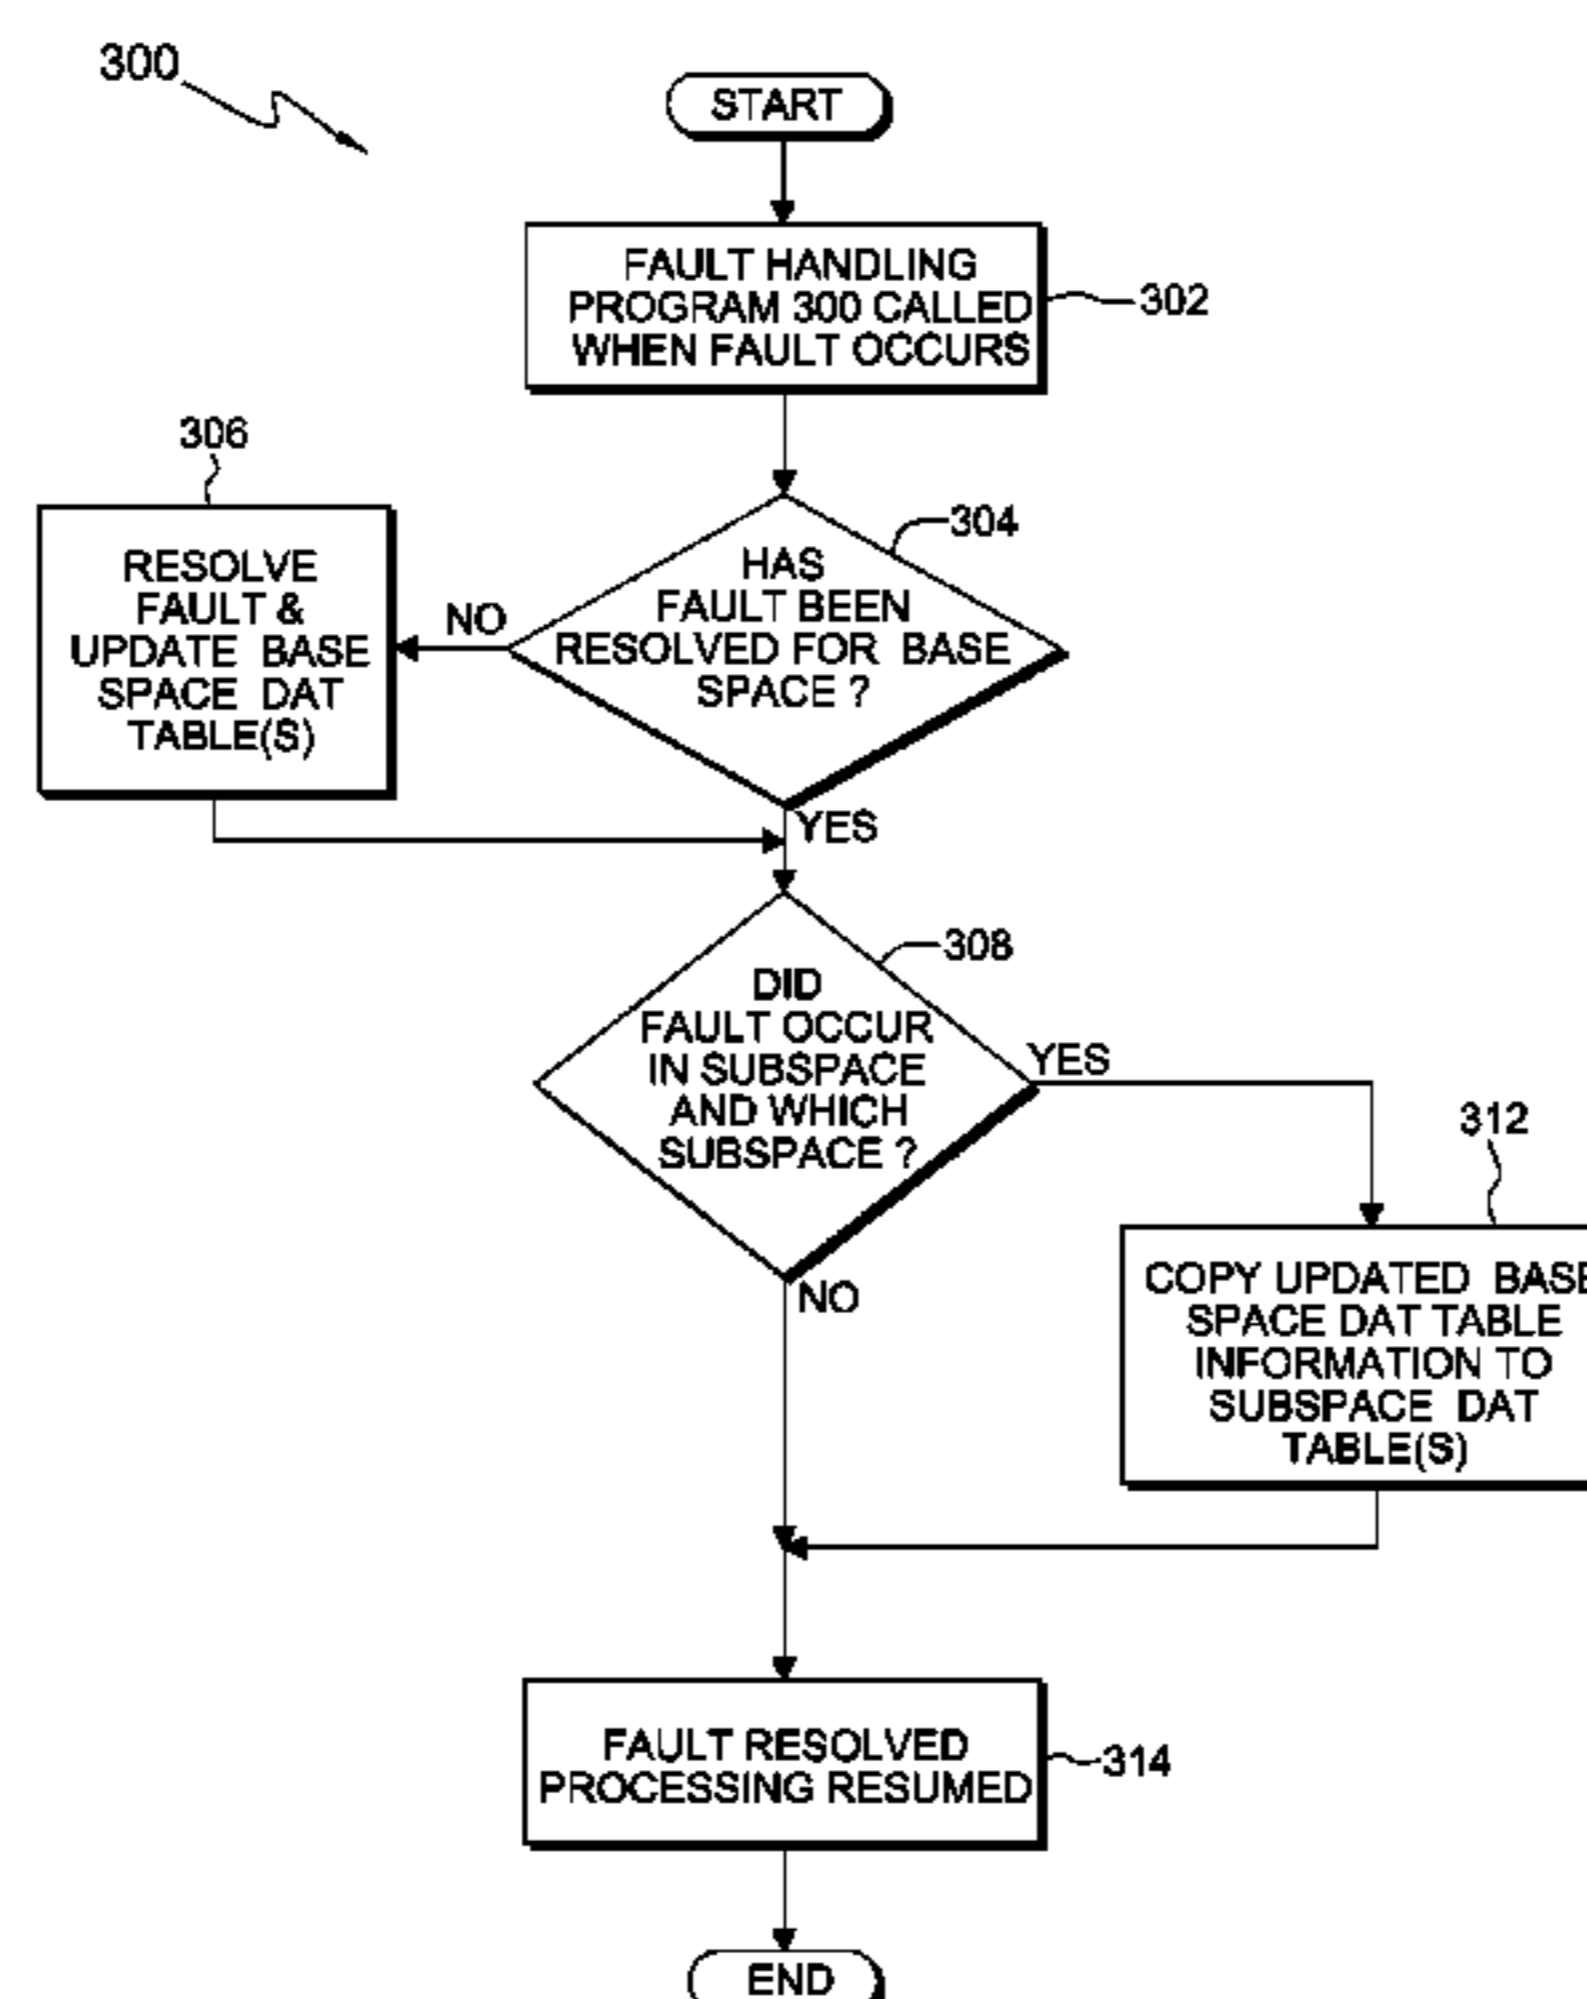 300
START
FAULT HANDLING
PROGRAM 300 CALLED
WHEN FAULT OCCURS
302
306
304
RESOLVE
FAULT &
UPDATE BASE
SPACE DAT
TABLE(S)
NO
HAS
FAULT BEEN
RESOLVED FOR BASE
SPACE ?
YES
308
DID
FAULT OCCUR
IN SUBSPACE
AND WHICH
SUBSPACE ?
YES
312
NO
COPY UPDATED BASE
SPACE DAT TABLE
INFORMATION TO
SUBSPACE DAT
TABLE(S)
FAULT RESOLVED
PROCESSING RESUMED
314
END